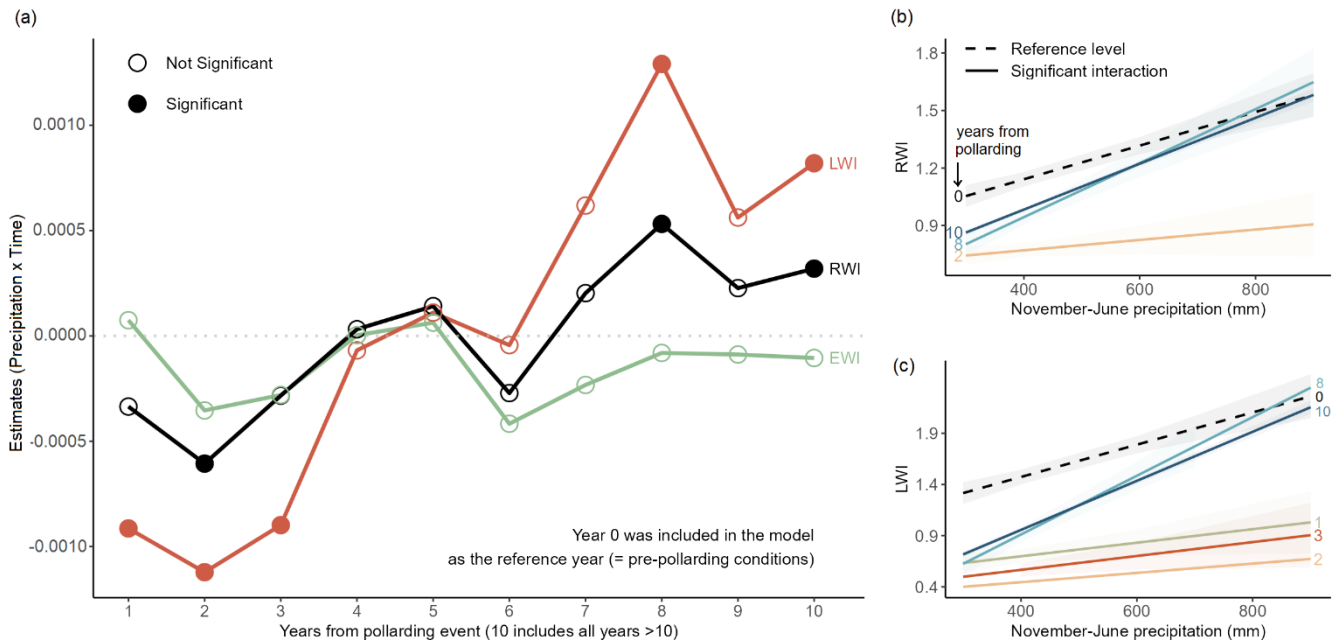 (a)
Not Significant
Significant
0.0010
0.0005
0.0000
-0.0005
-0.0010
Estimates (Precipitation x Time)
LWI
RWI
EWI
Year 0 was included in the model
as the reference year (= pre-pollarding conditions)
1 2 3 4 5 6 7 8 9 10
Years from pollarding event (10 includes all years >10)
(b)
Reference level
Significant interaction
1.8
1.5
1.2
0.9
RWI
years from
pollarding
0
10
8
2
400 600 800
November-June precipitation (mm)
(c)
1.9
1.4
0.9
0.4
LWI
8
0
10
1
3
2
400 600 800
November-June precipitation (mm)